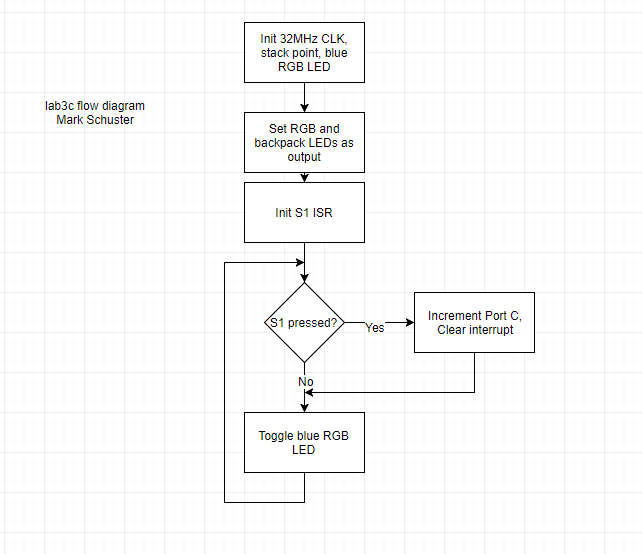 Init 32MHz CLK,
stack point, blue
RGB LED
lab3c flow diagram
Mark Schuster
Set RGB and
backpack LEDs as
output
Init S1 ISR
S1 pressed?
Yes
Increment Port C,
Clear interrupt
No
Toggle blue RGB
LED